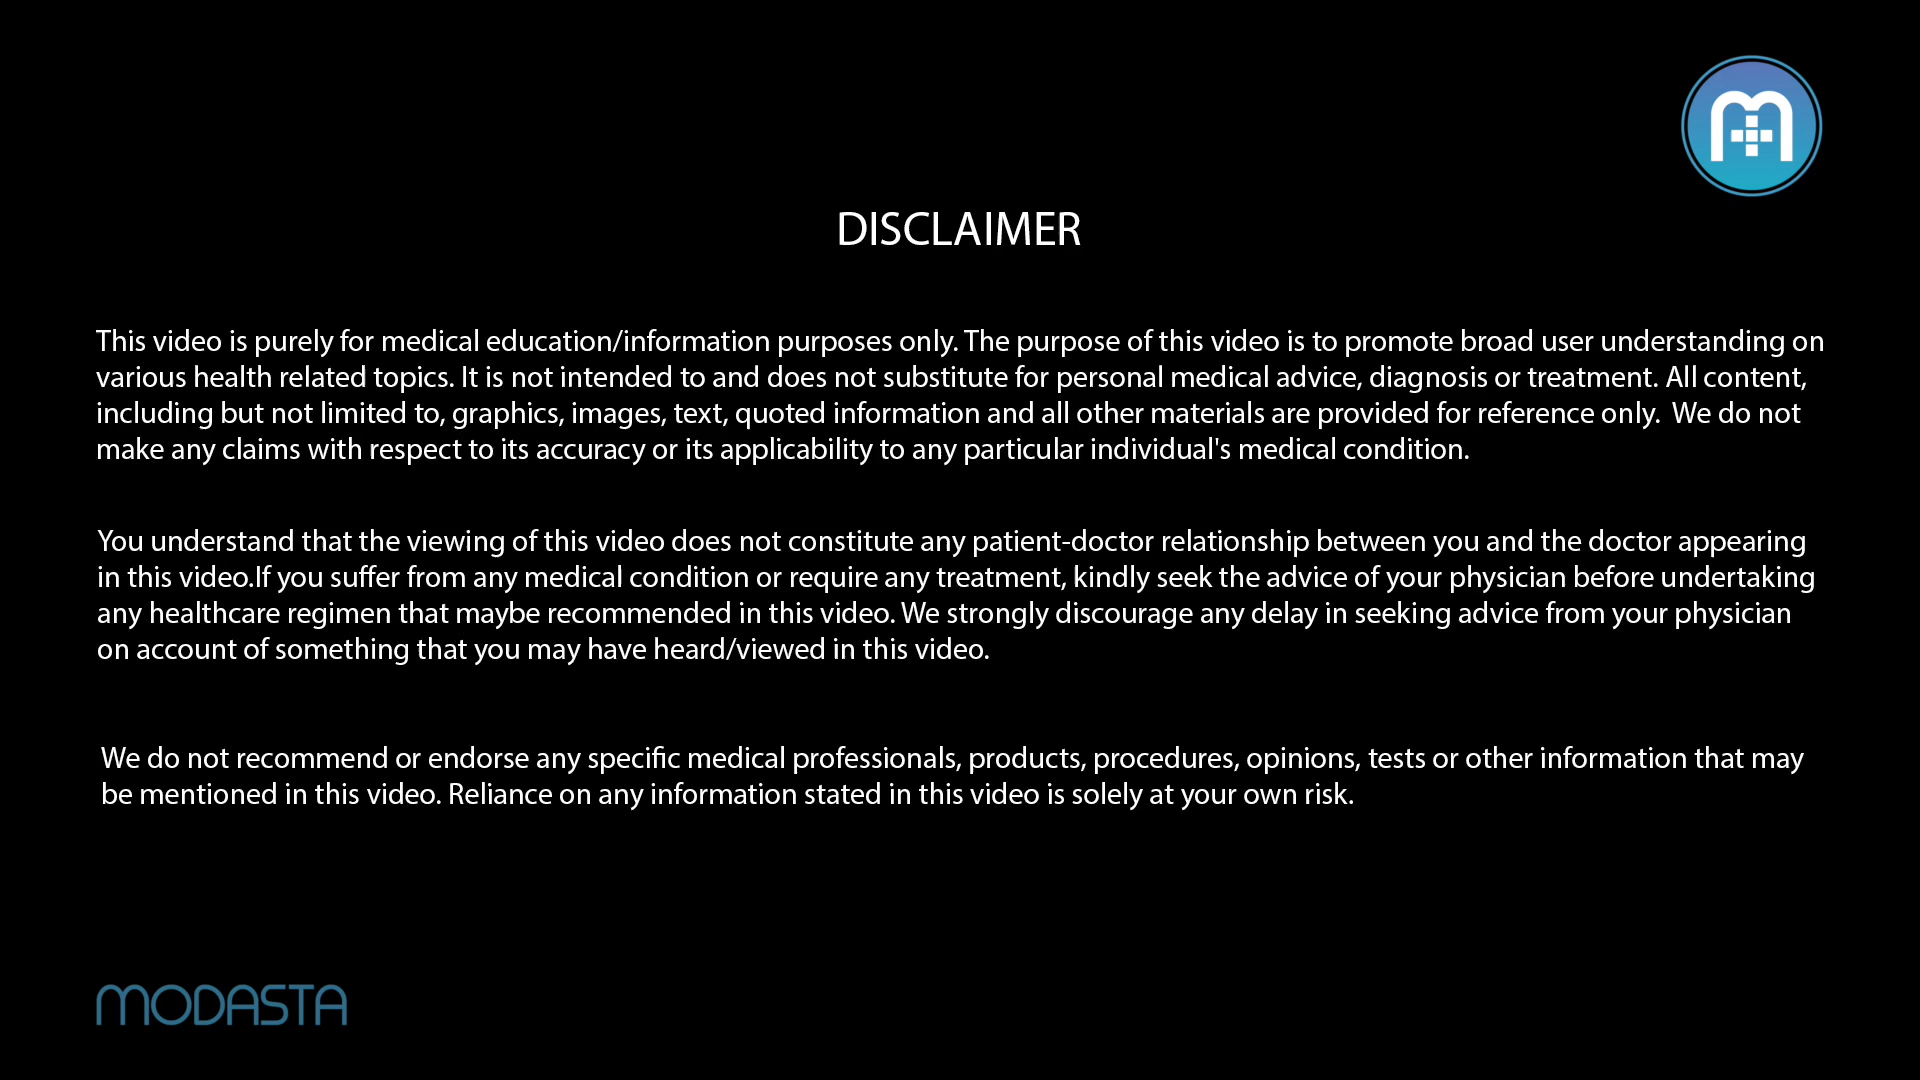 DISCLAIMER
This video is purely for medical education/information purposes only. The purpose of this video is to promote broad user understanding on
various health related topics. It is not intended to and does not substitute for personal medical advice, diagnosis or treatment. All content,
including but not limited to, graphics, images, text, quoted information and all other materials are provided for reference only.  We do not
make any claims with respect to its accuracy or its applicability to any particular individual's medical condition.
You understand that the viewing of this video does not constitute any patient-doctor relationship between you and the doctor appearing
in this video.If you suffer from any medical condition or require any treatment, kindly seek the advice of your physician before undertaking
any healthcare regimen that maybe recommended in this video. We strongly discourage any delay in seeking advice from your physician
on account of something that you may have heard/viewed in this video.
We do not recommend or endorse any specific medical professionals, products, procedures, opinions, tests or other information that may
be mentioned in this video. Reliance on any information stated in this video is solely at your own risk.
MODASTA